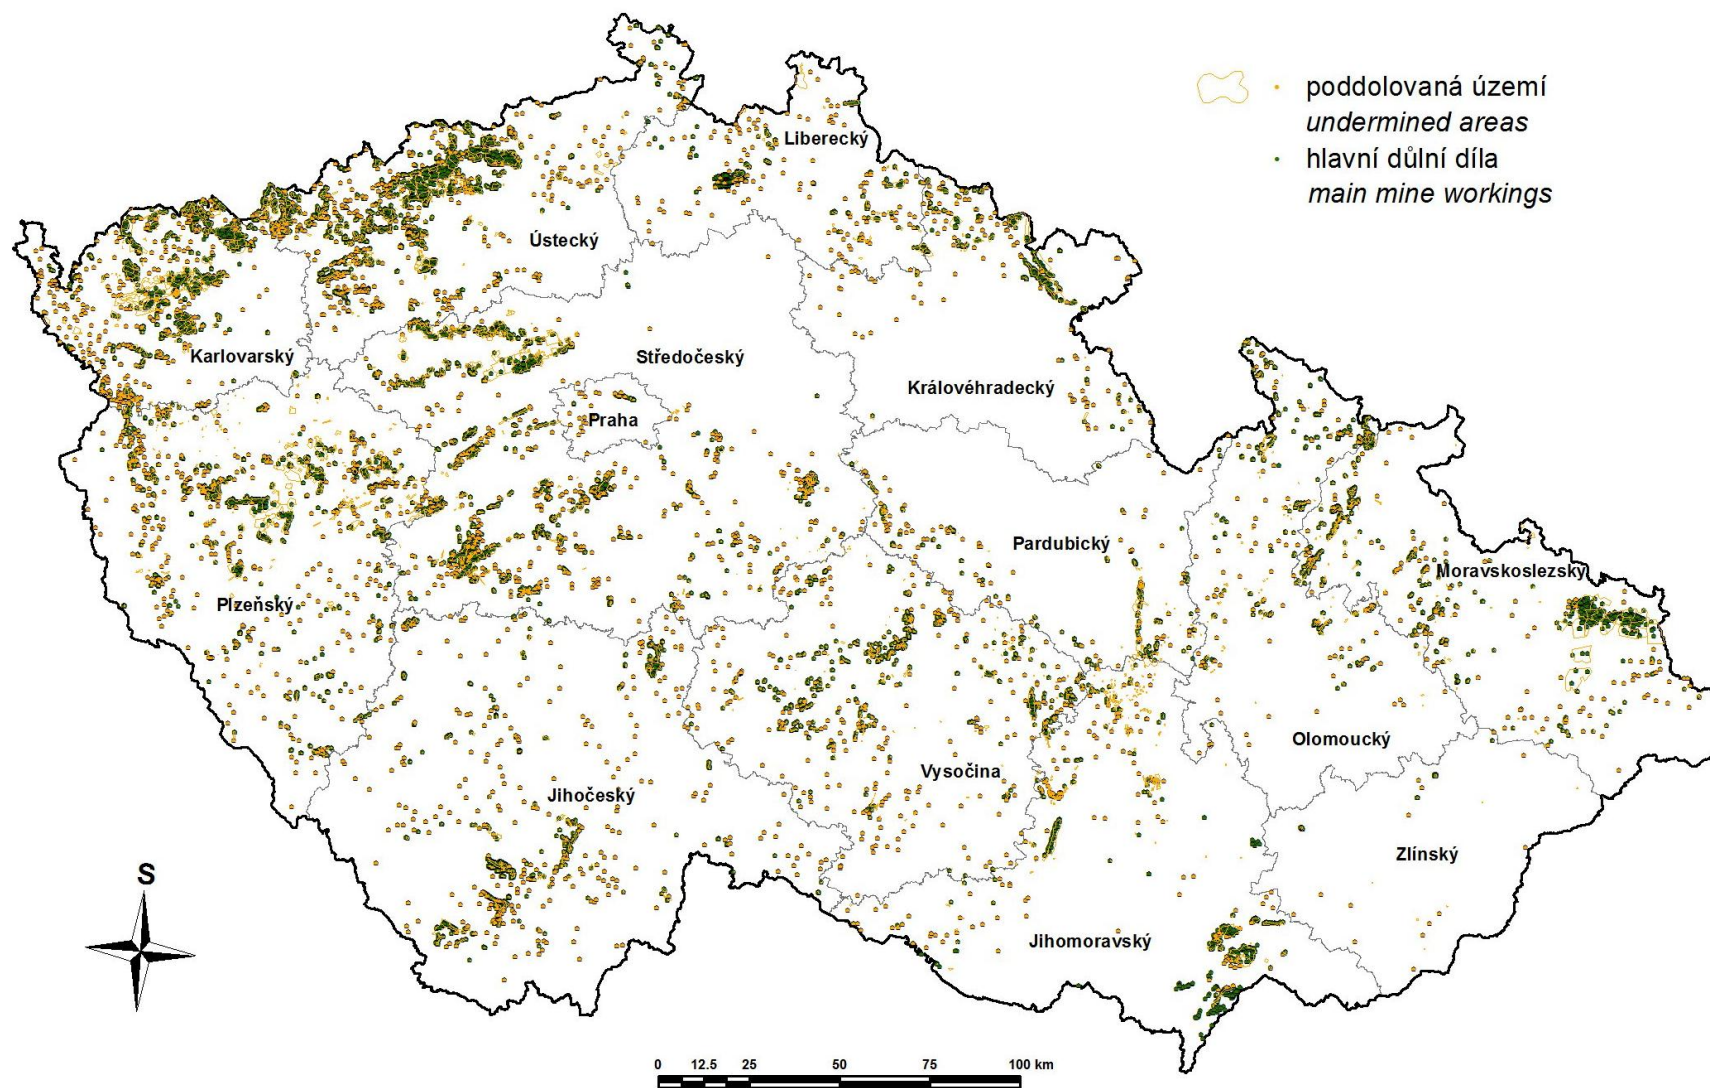 poddolovaná území
undermined areas
hlavní důlní díla
main mine workings
Liberecký
Ústecký
Karlovarský
Středočeský
Královéhradecký
Praha
Pardubický
Moravskoslezský
Plzeňský
Olomoucký
Vysočina
Jihočeský
Zlínský
Jihomoravský
S
0 12.5 25 50 75 100 km